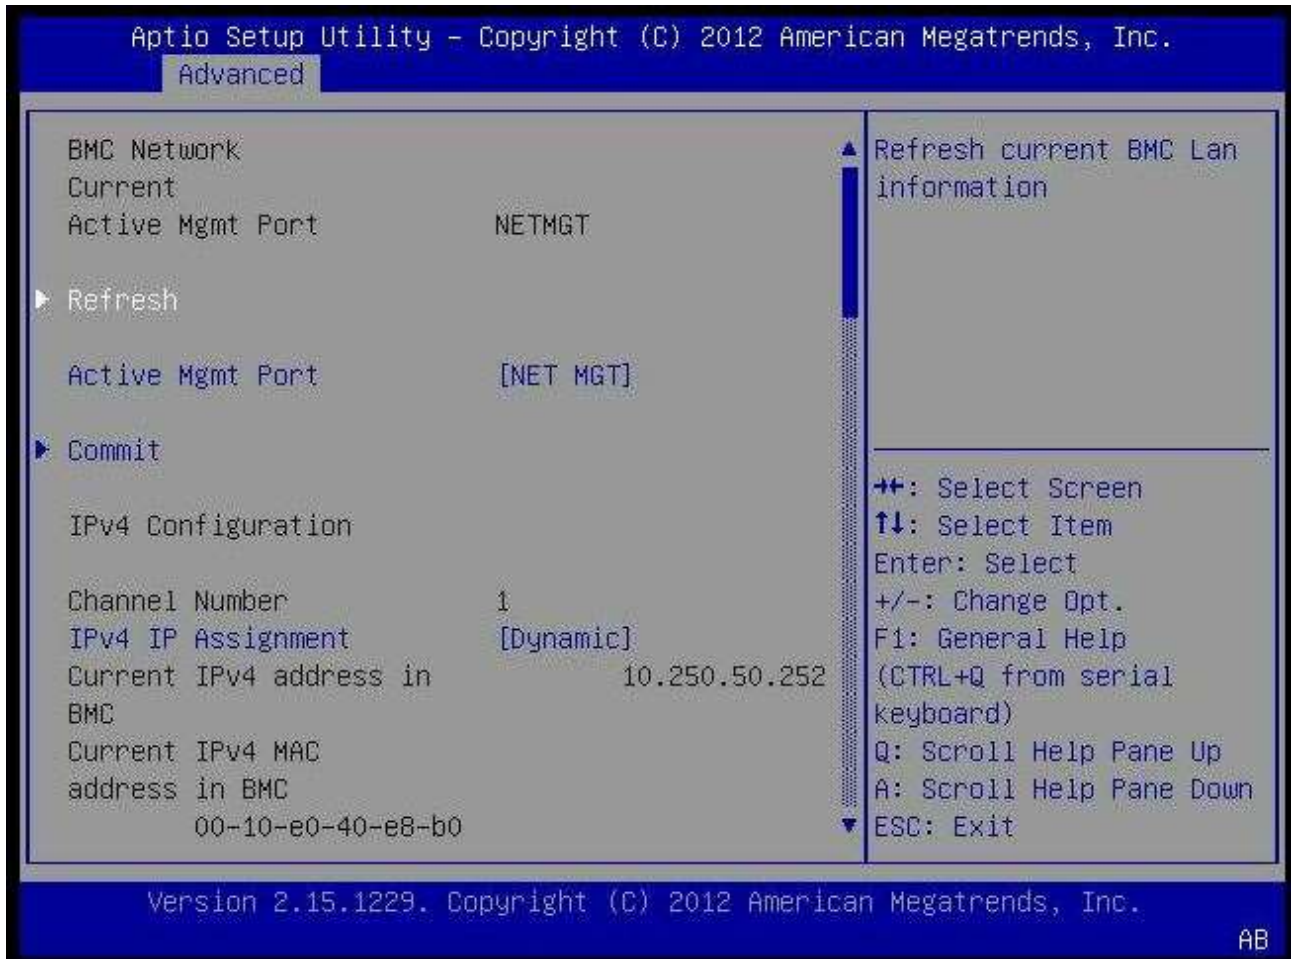 Aptio Setup Utility – Copyright (C) 2012 American Megatrends, Inc.
Advanced
BMC Network
Current
Active Mgmt Port NETMGT
Refresh
Active Mgmt Port [NET MGT]
Commit
IPv4 Configuration
Channel Number 1
IPv4 IP Assignment [Dynamic]
Current IPv4 address in 10.250.50.252
BMC
Current IPv4 MAC
address in BMC
00-10-e0-40-e8-b0
Refresh current BMC Lan
information
→←: Select Screen
↑↓: Select Item
Enter: Select
+/-: Change Opt.
F1: General Help
(CTRL+Q from serial
keyboard)
Q: Scroll Help Pane Up
A: Scroll Help Pane Down
ESC: Exit
Version 2.15.1229. Copyright (C) 2012 American Megatrends, Inc.
AB